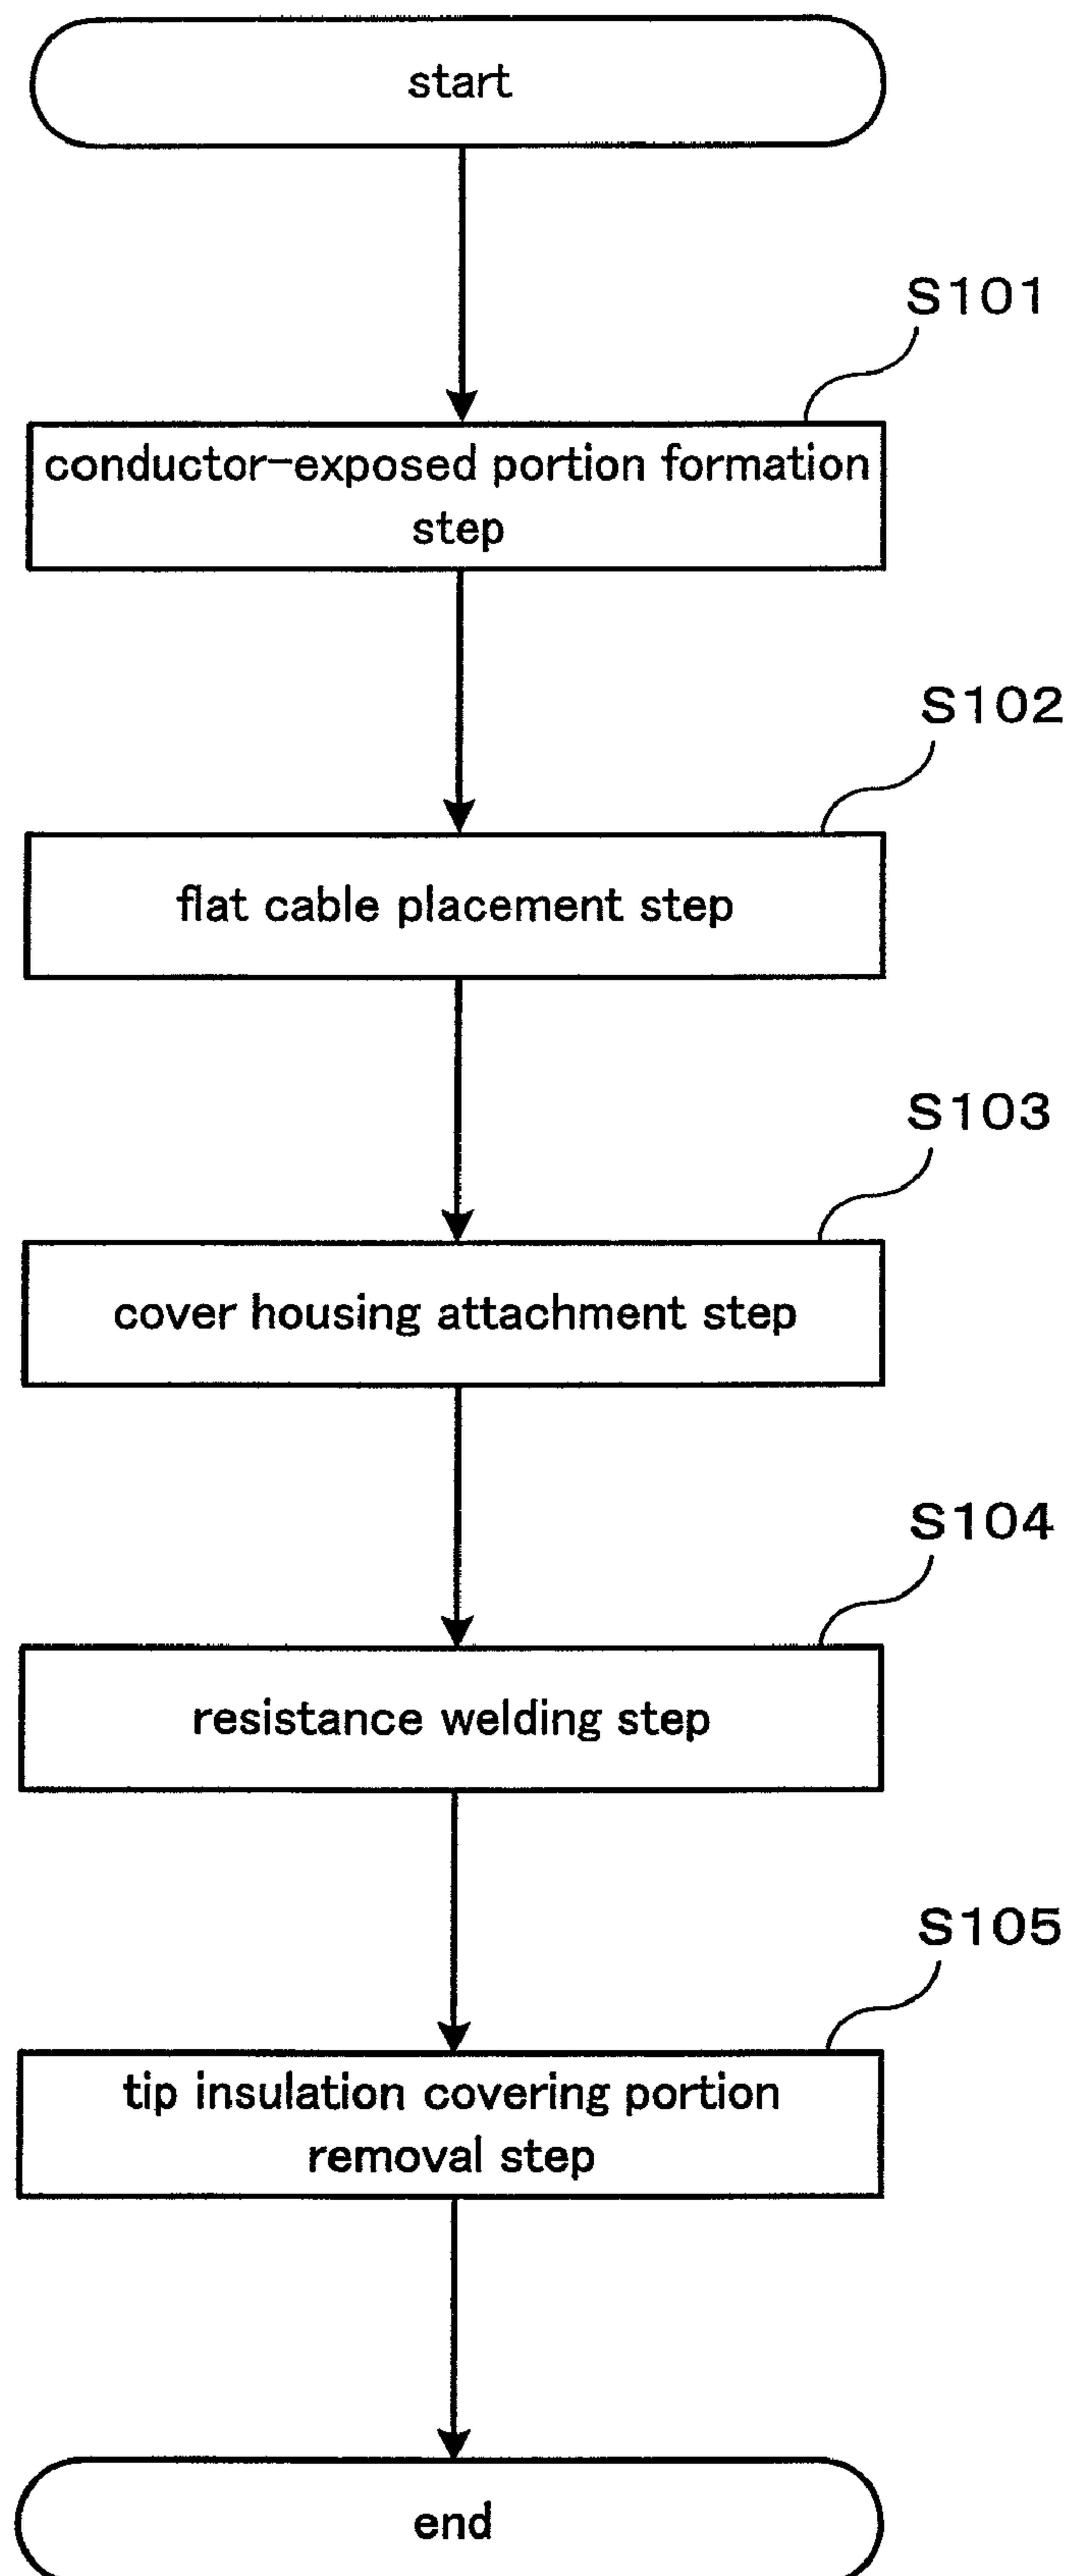 start
S101
conductor-exposed portion formation
step
S102
flat cable placement step
S103
cover housing attachment step
S104
resistance welding step
S105
tip insulation covering portion
removal step
end